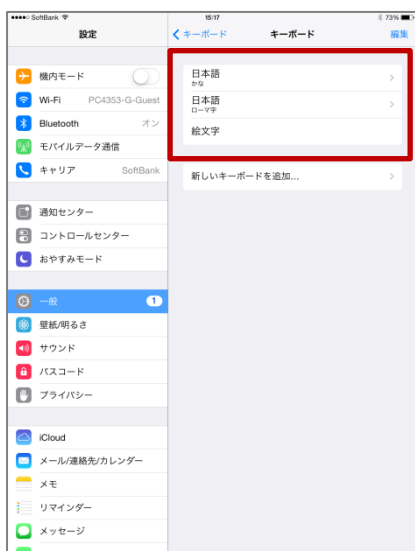 SoftBank 15:17 73%
設定
キーボード キーボード 編集
機内モード
Wi-Fi PC4353-G-Guest
Bluetooth オン
モバイルデータ通信
キャリア SoftBank
通知センター
コントロールセンター
おやすみモード
一般 1
壁紙/明るさ
サウンド
パスコード
プライバシー
iCloud
メール/連絡先/カレンダー
メモ
リマインダー
メッセージ
日本語
かな
日本語
ローマ字
絵文字
新しいキーボードを追加...